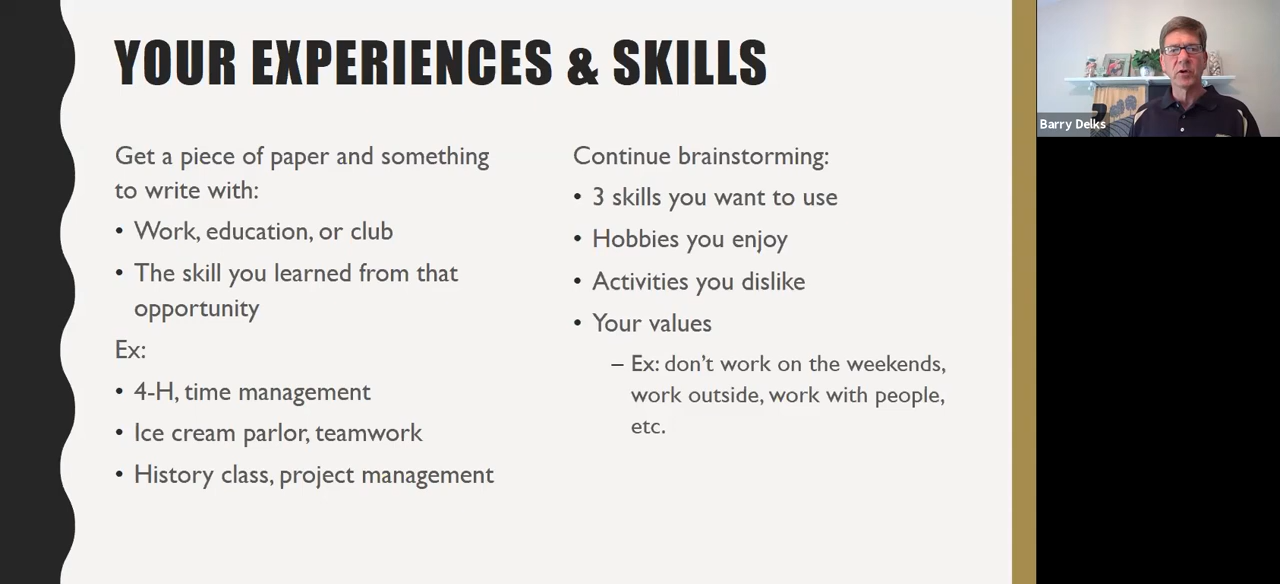 YOUR EXPERIENCES & SKILLS
Get a piece of paper and something
to write with:
• Work, education, or club
• The skill you learned from that
opportunity
Ex:
• 4-H, time management
• Ice cream parlor, teamwork
• History class, project management
Continue brainstorming:
• 3 skills you want to use
• Hobbies you enjoy
• Activities you dislike
• Your values
– Ex: don’t work on the weekends,
work outside, work with people,
etc.
Barry Delks